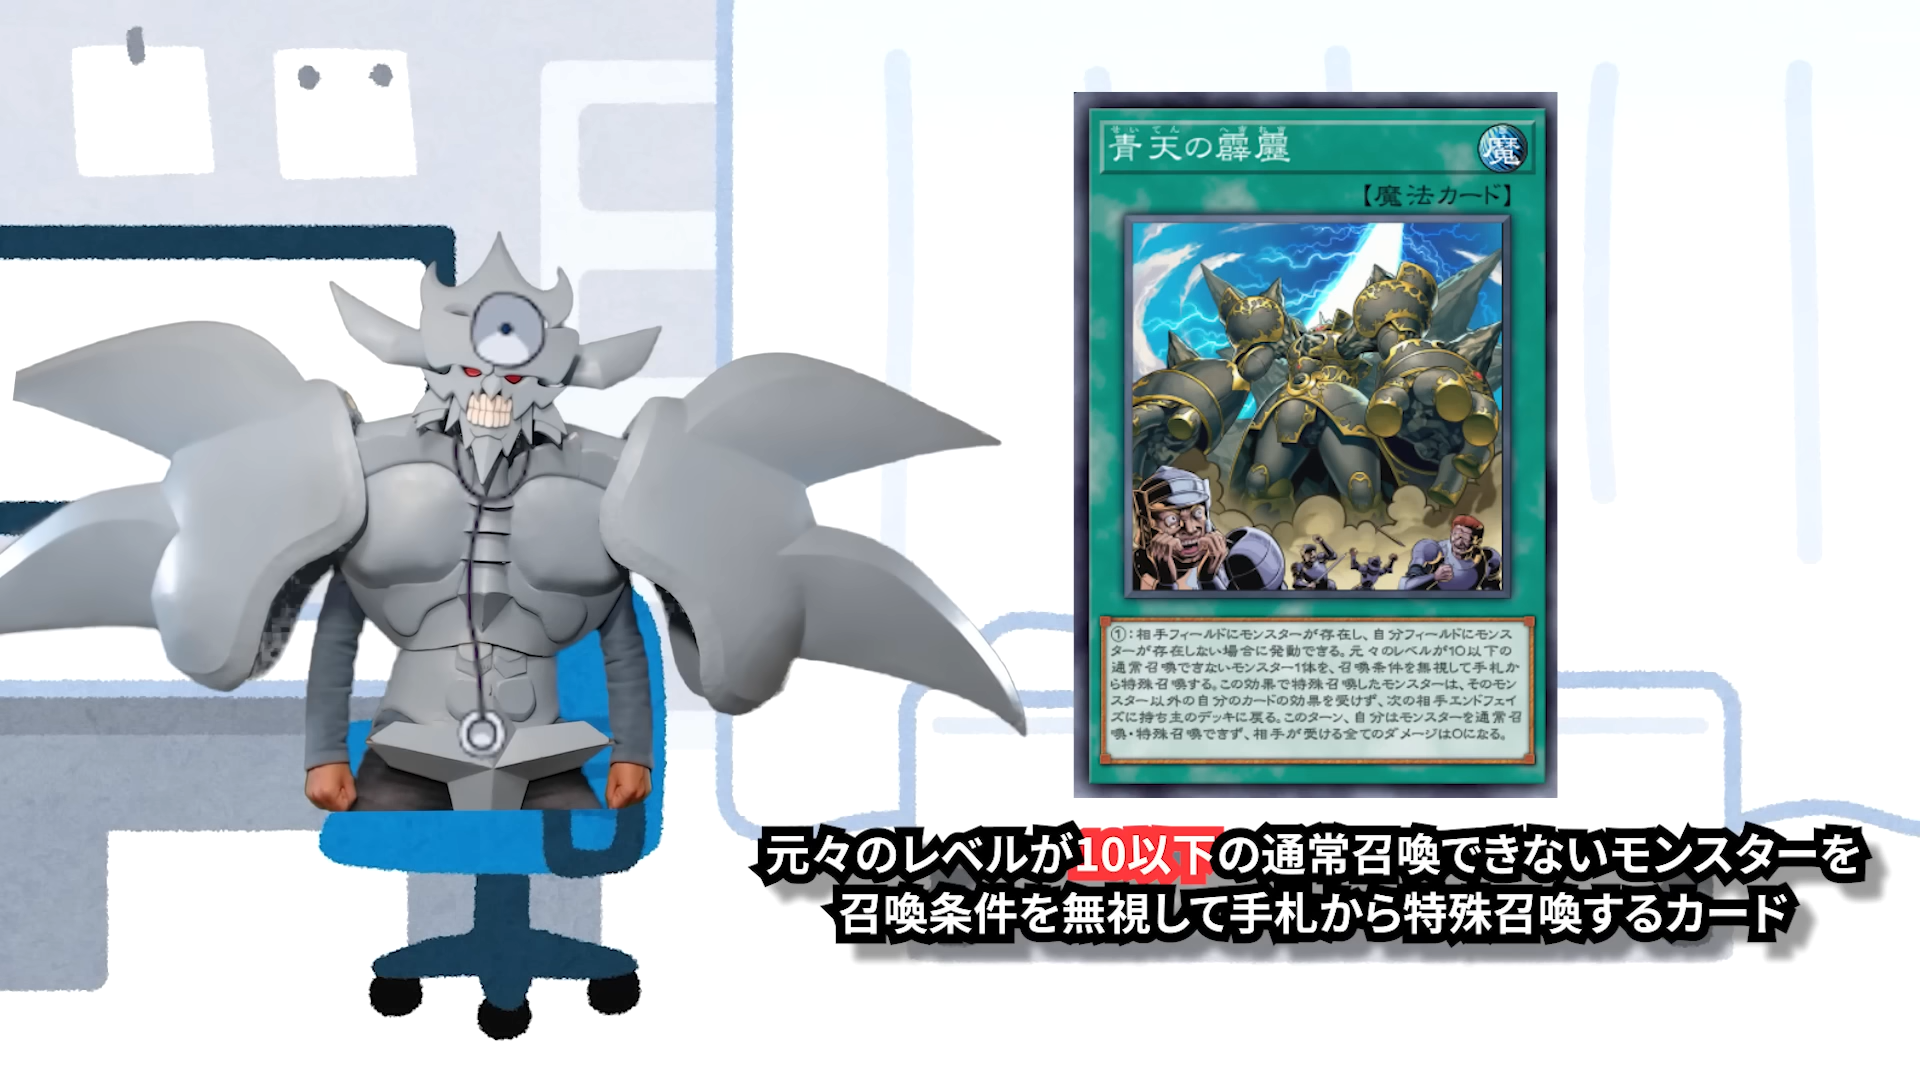 せいてん へきれき
青天の霹靂
魔
【魔法カード】
①:相手フィールドにモンスターが存在し、自分フィールドにモンス
ターが存在しない場合に発動できる。元々のレベルが10以下の
通常召喚できないモンスター1体を、召喚条件を無視して手札か
ら特殊召喚する。この効果で特殊召喚したモンスターは、そのモン
スター以外の自分のカードの効果を受けず、次の相手エンドフェイ
ズに持ち主のデッキに戻る。このターン、自分はモンスターを通常召
喚・特殊召喚できず、相手が受ける全てのダメージは0になる。
元々のレベルが10以下の通常召喚できないモンスターを
召喚条件を無視して手札から特殊召喚するカード